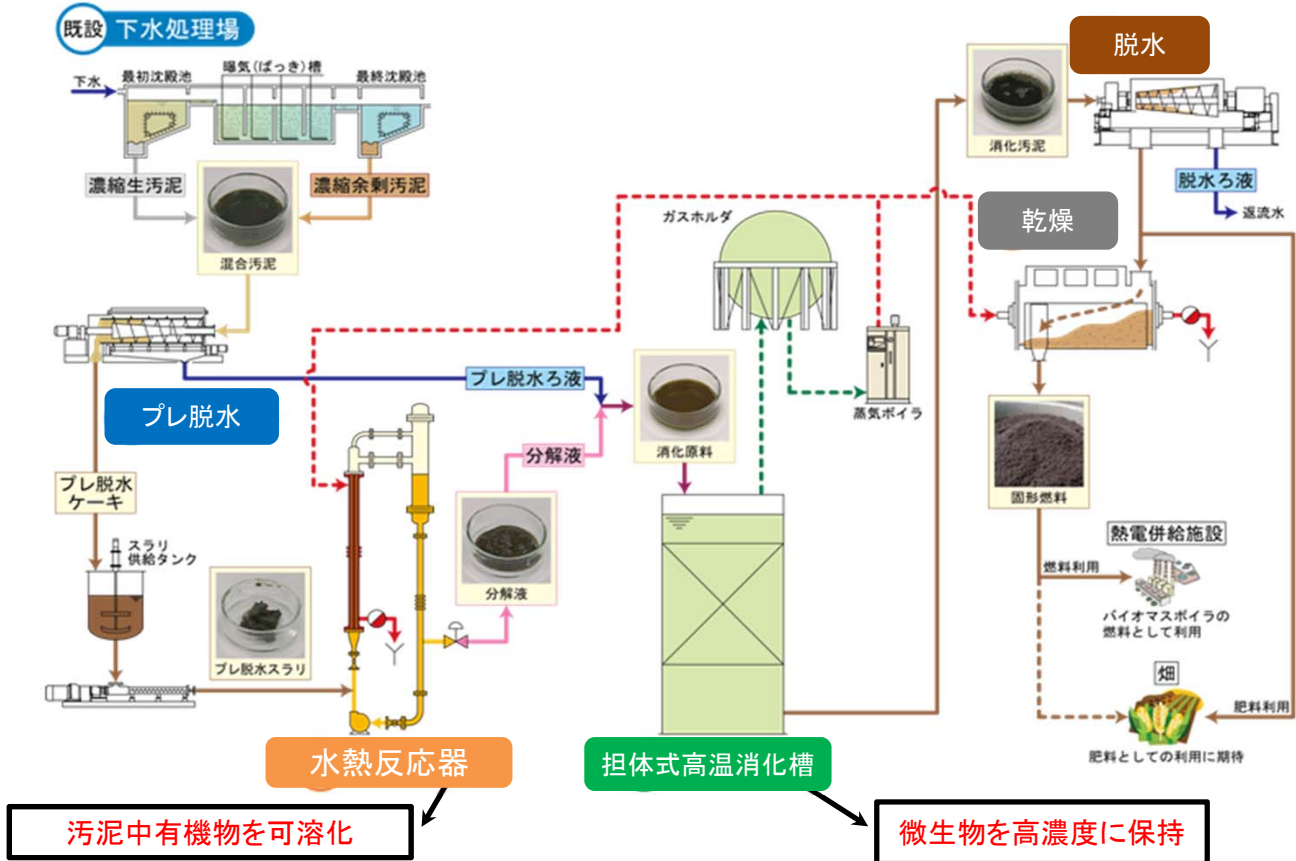 既設 下水処理場
下水
最初沈殿池
曝気(ばっき)槽
最終沈殿池
濃縮生汚泥
濃縮余剰汚泥
混合汚泥
プレ脱水
プレ脱水ろ液
プレ脱水
ケーキ
スラリ
供給タンク
プレ脱水スラリ
水熱反応器
汚泥中有機物を可溶化
分解液
分解液
消化原料
担体式高温消化槽
微生物を高濃度に保持
ガスホルダ
蒸気ボイラ
消化汚泥
脱水
脱水ろ液
返流水
乾燥
固形燃料
燃料利用
熱電併給施設
バイオマスボイラの
燃料として利用
畑
肥料利用
肥料としての利用に期待